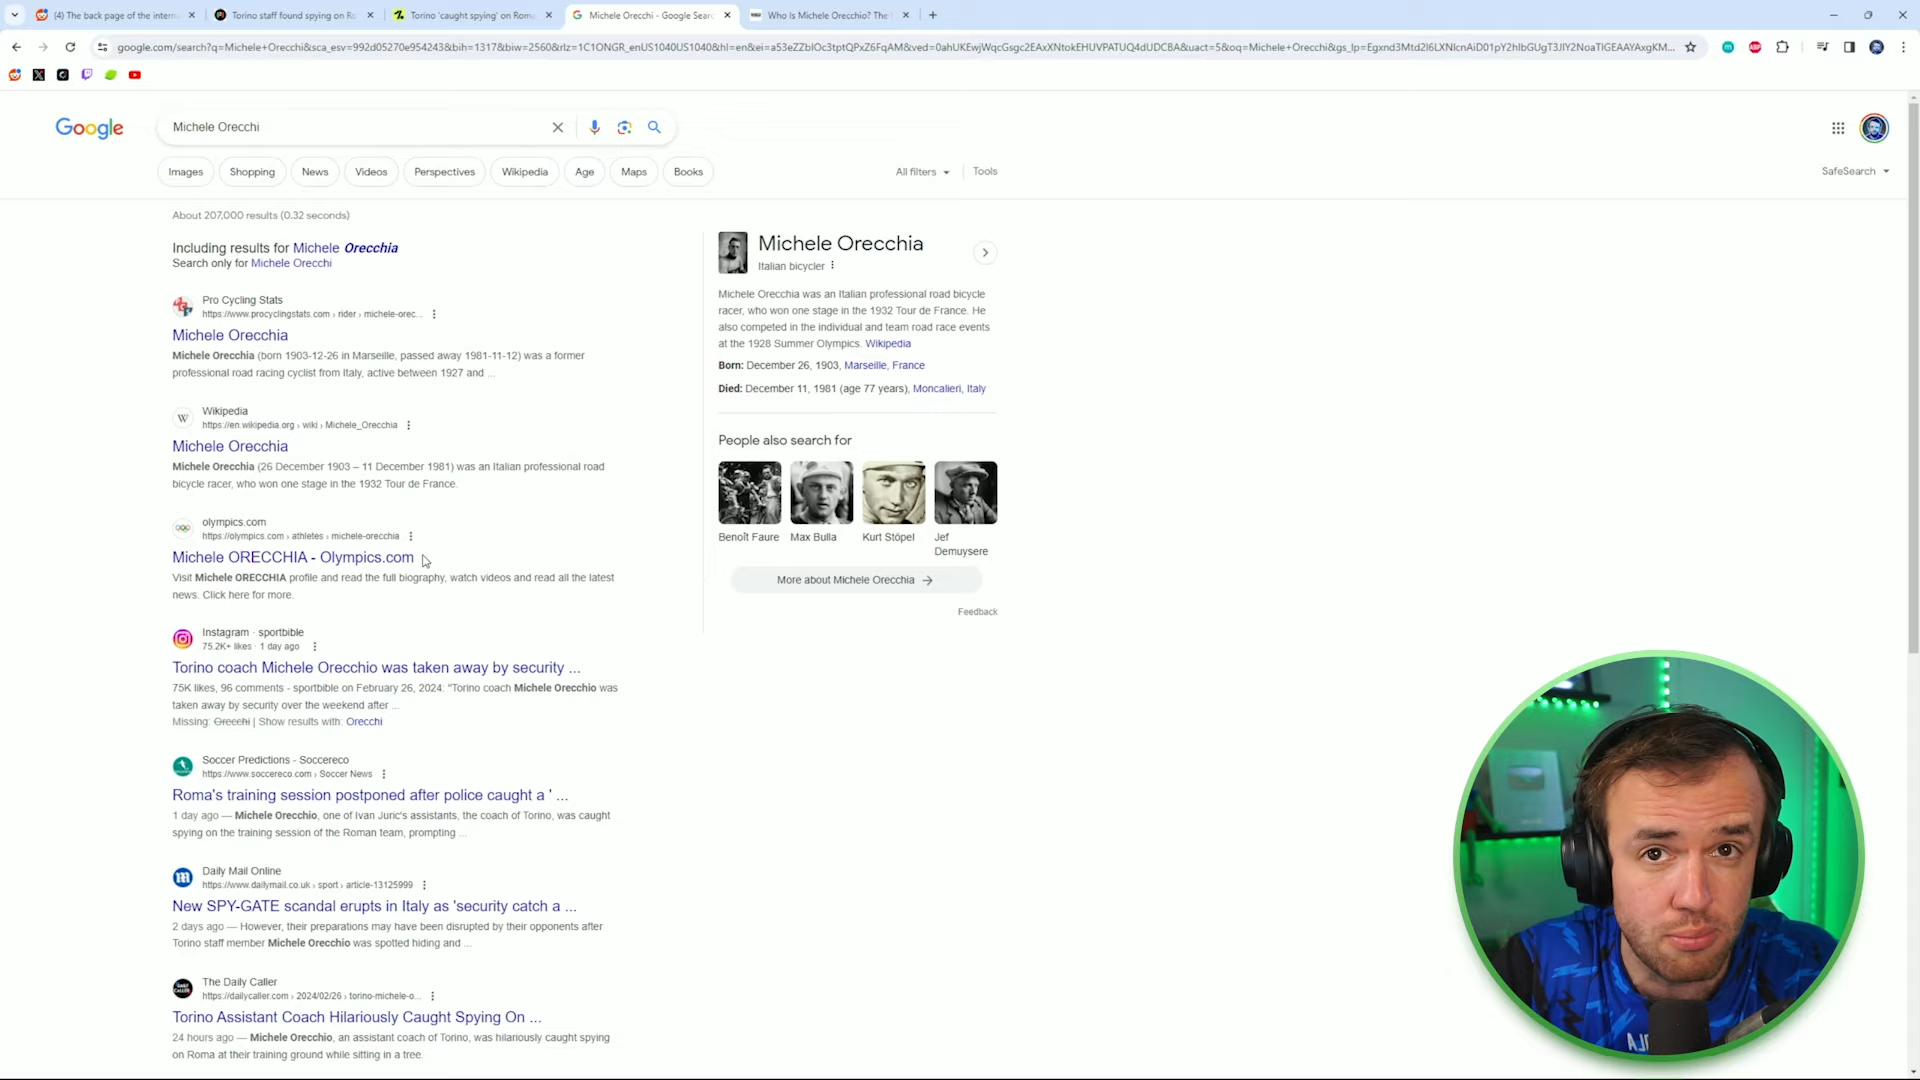 (4) The back page of the intern
Torino staff found spying on Ro
Torino 'caught spying' on Roma
Michele Orecchi - Google Searc
Who Is Michele Orecchio? The
Google
Michele Orecchi
Images
Shopping
News
Videos
Perspectives
Wikipedia
Age
Maps
Books
All filters
Tools
SafeSearch
About 207,000 results (0.32 seconds)
Including results for Michele Orecchia
Search only for Michele Orecchi
Pro Cycling Stats
https://www.procyclingstats.com › rider › michele-orec...
Michele Orecchia
Michele Orecchia (born 1903-12-26 in Marseille, passed away 1981-11-12) was a former
professional road racing cyclist from Italy, active between 1927 and ...
Wikipedia
https://en.wikipedia.org › wiki › Michele_Orecchia
Michele Orecchia
Michele Orecchia (26 December 1903 – 11 December 1981) was an Italian professional road
bicycle racer, who won one stage in the 1932 Tour de France.
olympics.com
https://olympics.com › athletes › michele-orecchia
Michele ORECCHIA - Olympics.com
Visit Michele ORECCHIA profile and read the full biography, watch videos and read all the latest
news. Click here for more.
Instagram · sportbible
75.2K+ likes · 1 day ago
Torino coach Michele Orecchio was taken away by security ...
75K likes, 96 comments - sportbible on February 26, 2024: "Torino coach Michele Orecchio was
taken away by security over the weekend after ...
Missing: Orecchi | Show results with: Orecchi
Soccer Predictions - Soccereco
https://www.soccereco.com › Soccer News
Roma's training session postponed after police caught a ' ...
1 day ago — Michele Orecchio, one of Ivan Juric's assistants, the coach of Torino, was caught
spying on the training session of the Roman team, prompting ...
Daily Mail Online
https://www.dailymail.co.uk › sport › article-13125999
New SPY-GATE scandal erupts in Italy as 'security catch a ...
2 days ago — However, their preparations may have been disrupted by their opponents after
Torino staff member Michele Orecchio was spotted hiding and ...
The Daily Caller
https://dailycaller.com › 2024/02/26 › torino-michele-o...
Torino Assistant Coach Hilariously Caught Spying On ...
24 hours ago — Michele Orecchio, an assistant coach of Torino, was hilariously caught spying
on Roma at their training ground while sitting in a tree.
Michele Orecchia
Italian bicycler
Michele Orecchia was an Italian professional road bicycle
racer, who won one stage in the 1932 Tour de France. He
also competed in the individual and team road race events
at the 1928 Summer Olympics. Wikipedia
Born: December 26, 1903, Marseille, France
Died: December 11, 1981 (age 77 years), Moncalieri, Italy
People also search for
Benoît Faure
Max Bulla
Kurt Stöpel
Jef
Demuysere
More about Michele Orecchia
Feedback